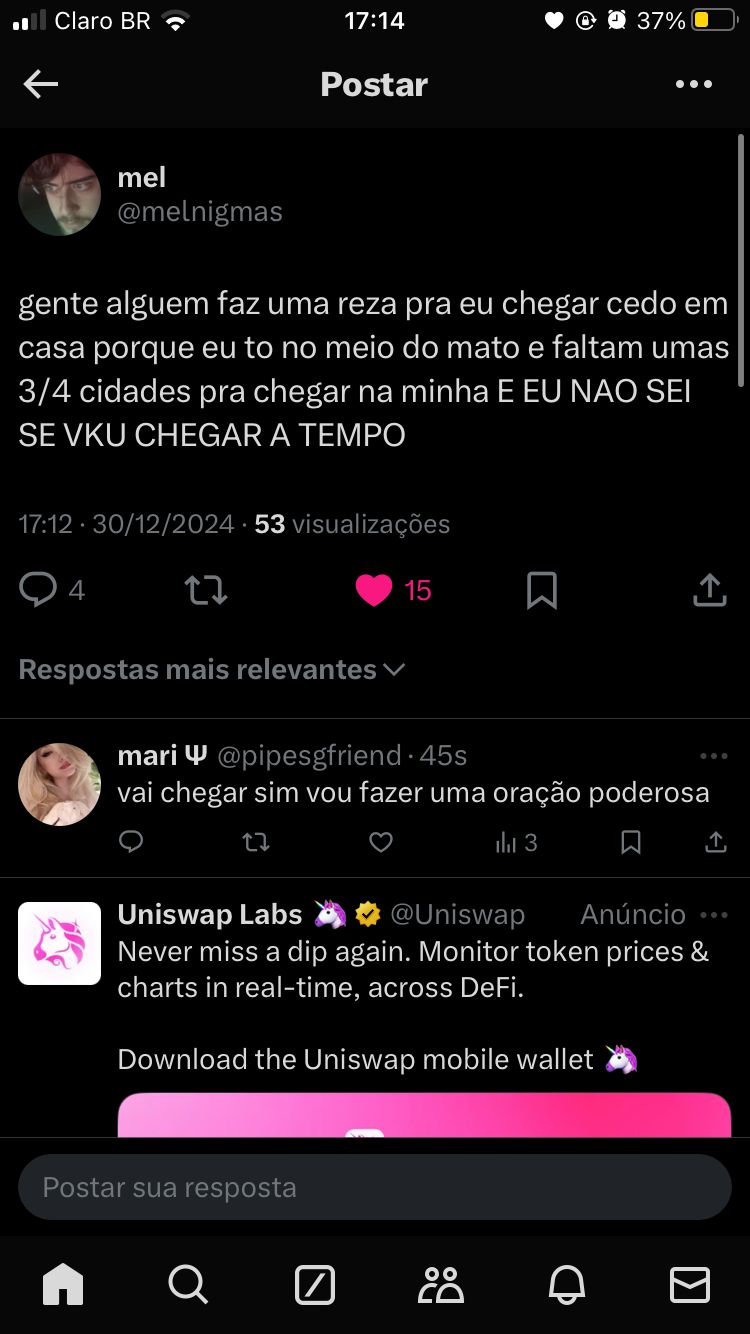 Claro BR
17:14
37%
Postar
mel
@melnigmas
gente alguem faz uma reza pra eu chegar cedo em
casa porque eu to no meio do mato e faltam umas
3/4 cidades pra chegar na minha E EU NAO SEI
SE VKU CHEGAR A TEMPO
17:12 · 30/12/2024 · 53 visualizações
4
15
Respostas mais relevantes
mari Ψ @pipesgfriend · 45s
vai chegar sim vou fazer uma oração poderosa
3
Uniswap Labs 🦄 @Uniswap Anúncio
Never miss a dip again. Monitor token prices &
charts in real-time, across DeFi.
Download the Uniswap mobile wallet 🦄
Postar sua resposta